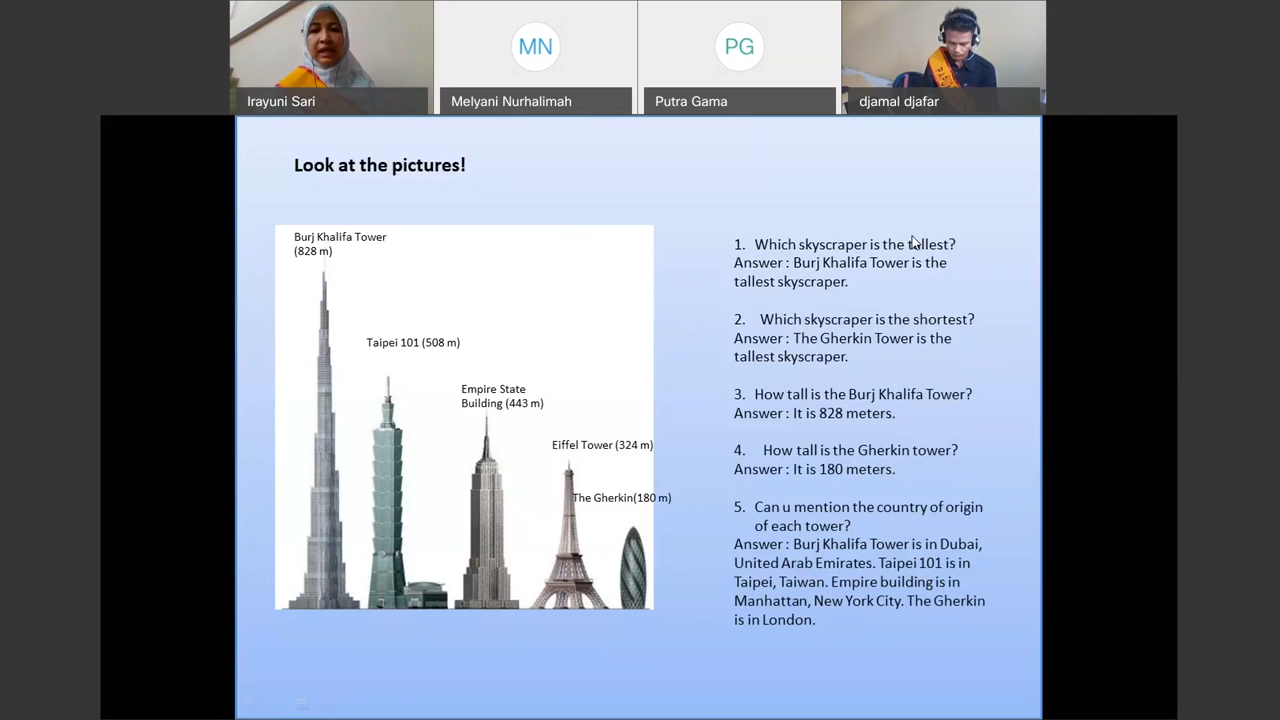 MN
PG
Irayuni Sari
Melyani Nurhalimah
Putra Gama
djamal djafar
Look at the pictures!
Burj Khalifa Tower
(828 m)
Taipei 101 (508 m)
Empire State
Building (443 m)
Eiffel Tower (324 m)
The Gherkin(180 m)
1. Which skyscraper is the tallest?
Answer : Burj Khalifa Tower is the
tallest skyscraper.
2. Which skyscraper is the shortest?
Answer : The Gherkin Tower is the
tallest skyscraper.
3. How tall is the Burj Khalifa Tower?
Answer : It is 828 meters.
4. How tall is the Gherkin tower?
Answer : It is 180 meters.
5. Can u mention the country of origin
of each tower?
Answer : Burj Khalifa Tower is in Dubai,
United Arab Emirates. Taipei 101 is in
Taipei, Taiwan. Empire building is in
Manhattan, New York City. The Gherkin
is in London.